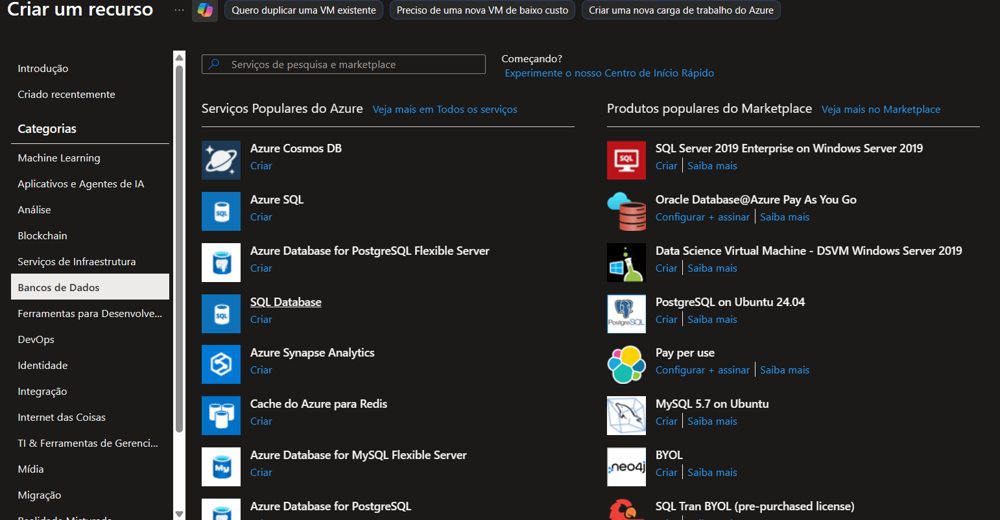 Criar um recurso
...
Quero duplicar uma VM existente
Preciso de uma nova VM de baixo custo
Criar uma nova carga de trabalho do Azure
Introdução
Criado recentemente
Categorias
Machine Learning
Aplicativos e Agentes de IA
Análise
Blockchain
Serviços de Infraestrutura
Bancos de Dados
Ferramentas para Desenvolve...
DevOps
Identidade
Integração
Internet das Coisas
TI & Ferramentas de Gerenci...
Mídia
Migração
Realidade Misturada
Serviços de pesquisa e marketplace
Começando?
Experimente o nosso Centro de Início Rápido
Serviços Populares do Azure Veja mais em Todos os serviços
Azure Cosmos DB
Criar
SQL
Azure SQL
Criar
Azure Database for PostgreSQL Flexible Server
Criar
SQL
SQL Database
Criar
Azure Synapse Analytics
Criar
Cache do Azure para Redis
Criar
My
Azure Database for MySQL Flexible Server
Criar
Azure Database for PostgreSQL
Produtos populares do Marketplace Veja mais no Marketplace
SQL
SQL Server 2019 Enterprise on Windows Server 2019
Criar | Saiba mais
Oracle Database@Azure Pay As You Go
Configurar + assinar | Saiba mais
Data Science Virtual Machine - DSVM Windows Server 2019
Criar | Saiba mais
PostgreSQL
PostgreSQL on Ubuntu 24.04
Criar | Saiba mais
Pay per use
Configurar + assinar | Saiba mais
MySQL 5.7 on Ubuntu
Criar | Saiba mais
neo4j
BYOL
Criar | Saiba mais
SQL Tran BYOL (pre-purchased license)